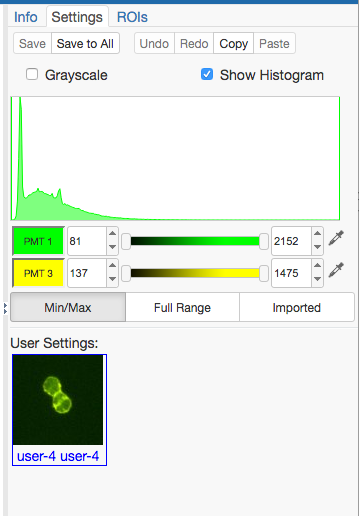 Info Settings ROIs
Save Save to All Undo Redo Copy Paste
Grayscale Show Histogram
PMT 1 81 2152
PMT 3 137 1475
Min/Max Full Range Imported
User Settings:
user-4 user-4